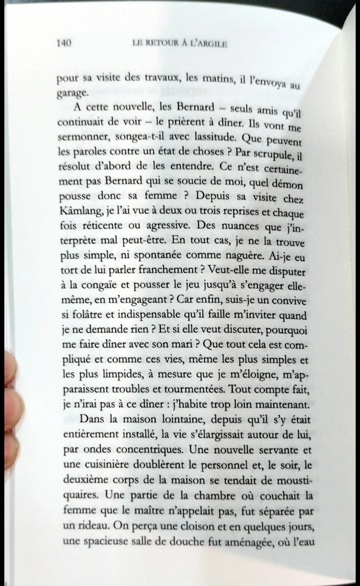 140 LE RETOUR À L'ARGILE
pour sa visite des travaux, les matins, il l'envoya au
garage.
A cette nouvelle, les Bernard – seuls amis qu'il
continuait de voir – le prièrent à dîner. Ils vont me
sermonner, songea-t-il avec lassitude. Que peuvent
les paroles contre un état de choses ? Par scrupule, il
résolut d'abord de les entendre. Ce n'est certaine-
ment pas Bernard qui se soucie de moi, quel démon
pousse donc sa femme ? Depuis sa visite chez
Kâmlang, je l'ai vue à deux ou trois reprises et chaque
fois réticente ou agressive. Des nuances que j'in-
terprète mal peut-être. En tout cas, je ne la trouve
plus simple, ni spontanée comme naguère. Ai-je eu
tort de lui parler franchement ? Veut-elle me disputer
à la congaïe et pousser le jeu jusqu'à s'engager elle-
même, en m'engageant ? Car enfin, suis-je un convive
si folâtre et indispensable qu'il faille m'inviter quand
je ne demande rien ? Et si elle veut discuter, pourquoi
me faire dîner avec son mari ? Que tout cela est com-
pliqué et comme ces vies, même les plus simples et
les plus limpides, à mesure que je m'éloigne, m'ap-
paraissent troubles et tourmentées. Tout compte fait,
je n'irai pas à ce dîner : j'habite trop loin maintenant.
Dans la maison lointaine, depuis qu'il s'y était
entièrement installé, la vie s'élargissait autour de lui,
par ondes concentriques. Une nouvelle servante et
une cuisinière doublèrent le personnel et, le soir, le
deuxième corps de la maison se tendait de mousti-
quaires. Une partie de la chambre où couchait la
femme que le maître n'appelait pas, fut séparée par
un rideau. On perça une cloison et en quelques jours,
une spacieuse salle de douche fut aménagée, où l'eau